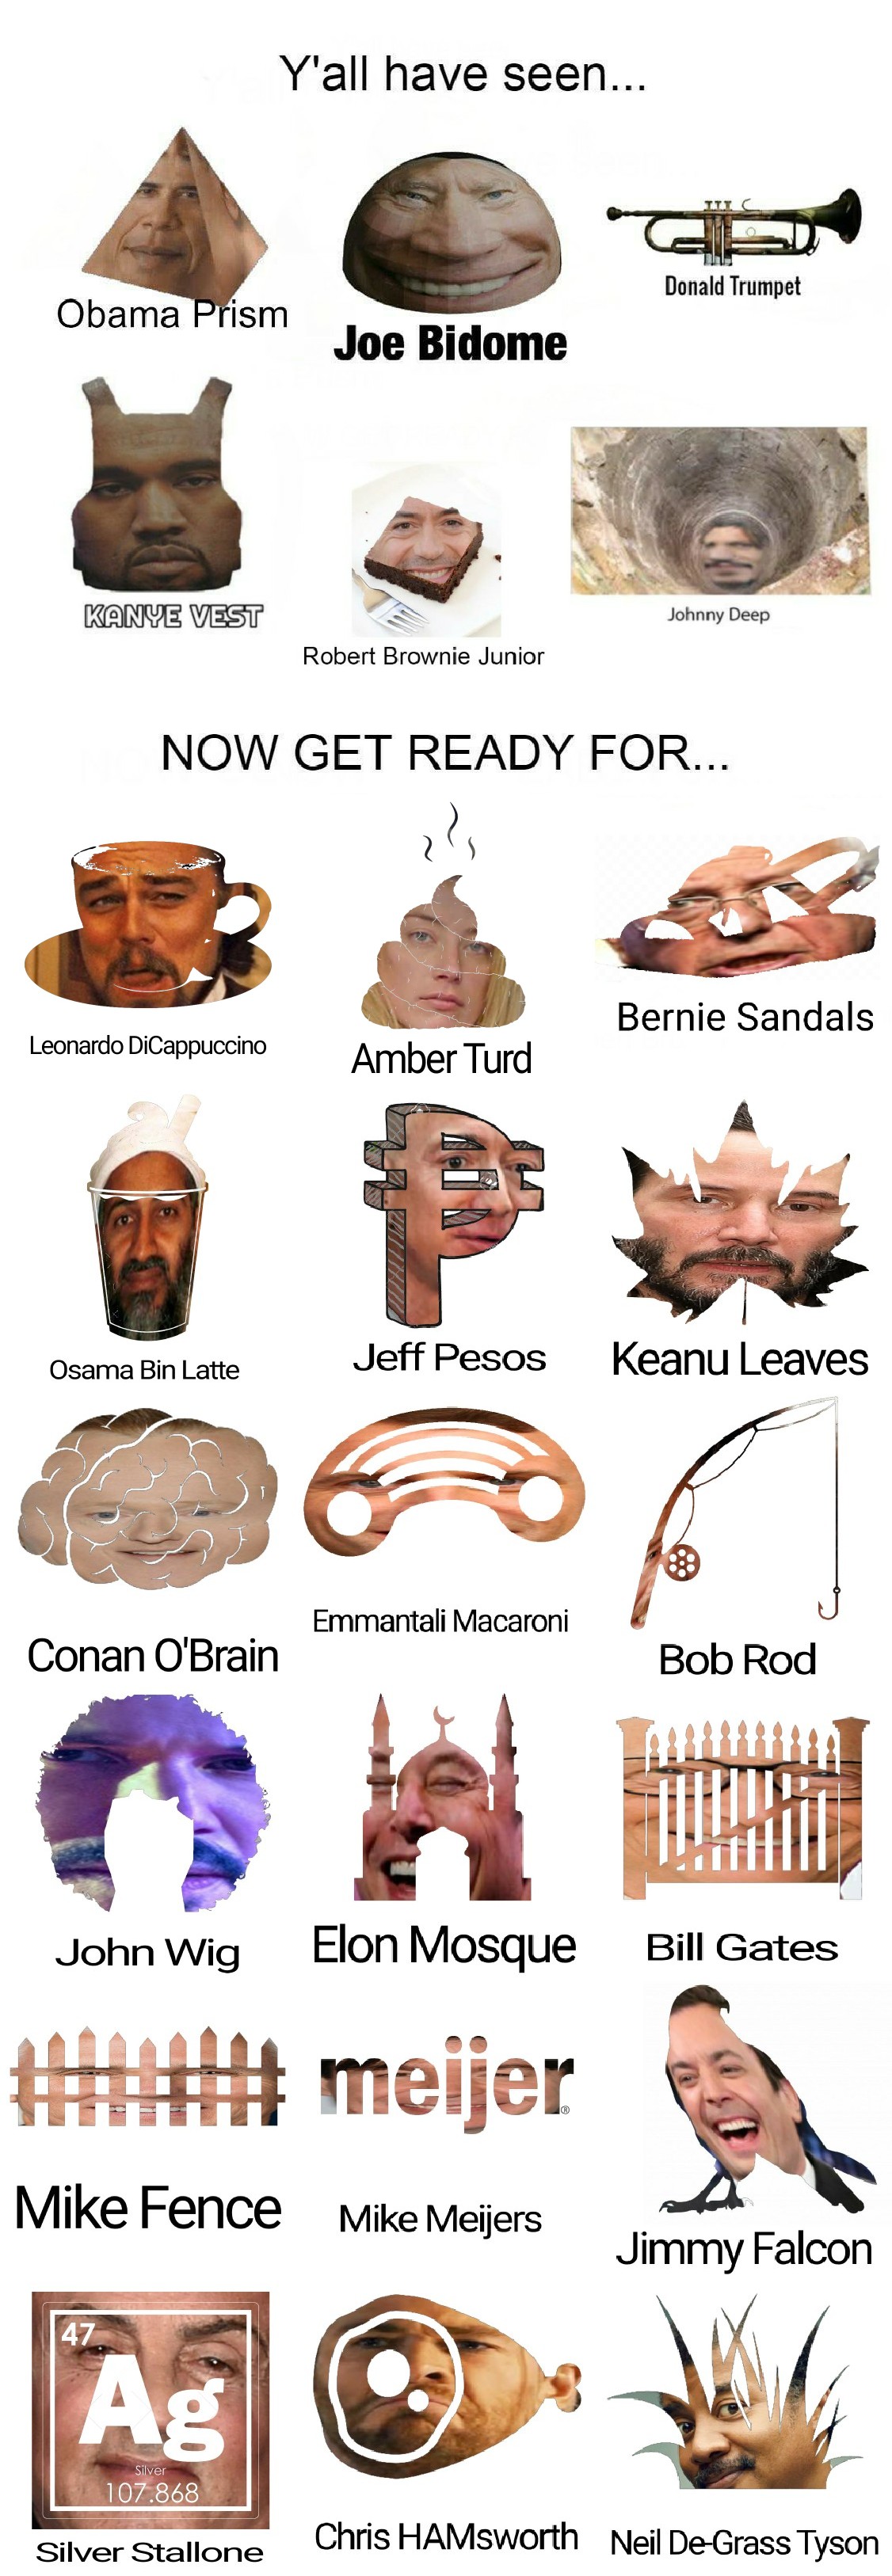 Y'all have seen...
Obama Prism
Joe Bidome
Donald Trumpet
KANYE VEST
Robert Brownie Junior
Johnny Deep
NOW GET READY FOR...
Leonardo DiCappuccino
Amber Turd
Bernie Sandals
Osama Bin Latte
Jeff Pesos
Keanu Leaves
Conan O'Brain
Emmantali Macaroni
Bob Rod
John Wig
Elon Mosque
Bill Gates
meijer®
Mike Fence
Mike Meijers
Jimmy Falcon
47
Ag
Silver
107.868
Silver Stallone
Chris HAMsworth
Neil De-Grass Tyson